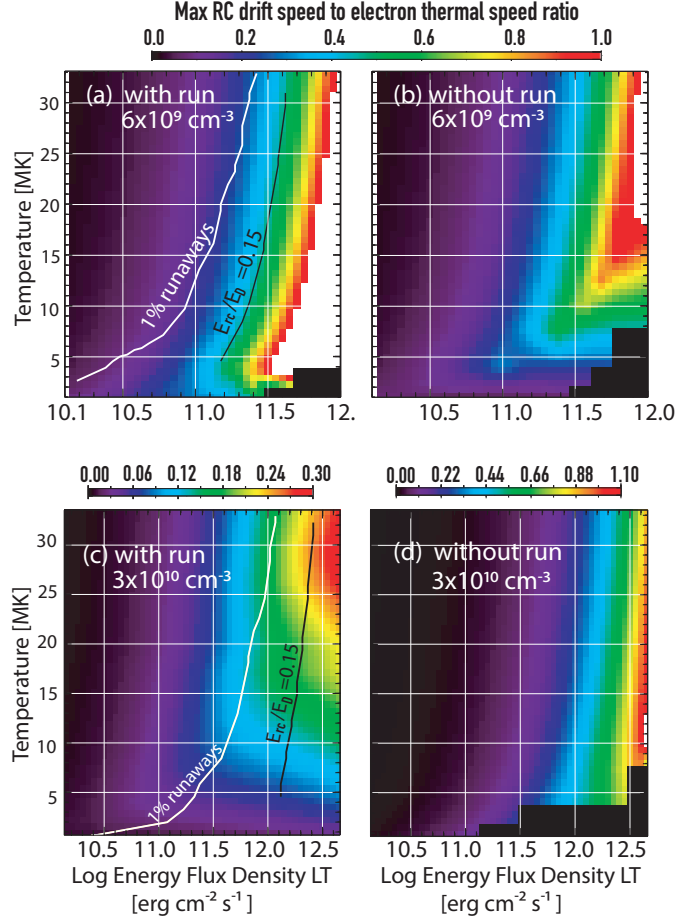 Max RC drift speed to electron thermal speed ratio
0.0 0.2 0.4 0.6 0.8 1.0
(a) with run
6x10⁹ cm⁻³
(b) without run
6x10⁹ cm⁻³
Temperature [MK]
30
25
20
15
10
5
1% runaways
E_rc/E_D=0.15
10.1 10.5 11.0 11.5 12.
10.5 11.0 11.5 12.0
0.00 0.06 0.12 0.18 0.24 0.30
0.00 0.22 0.44 0.66 0.88 1.10
(c) with run
3x10¹⁰ cm⁻³
(d) without run
3x10¹⁰ cm⁻³
Temperature [MK]
30
25
20
15
10
5
1% runaways
E_rc/E_D=0.15
10.5 11.0 11.5 12.0 12.5
10.5 11.0 11.5 12.0 12.5
Log Energy Flux Density LT
[erg cm⁻² s⁻¹]
Log Energy Flux Density LT
[erg cm⁻² s⁻¹]